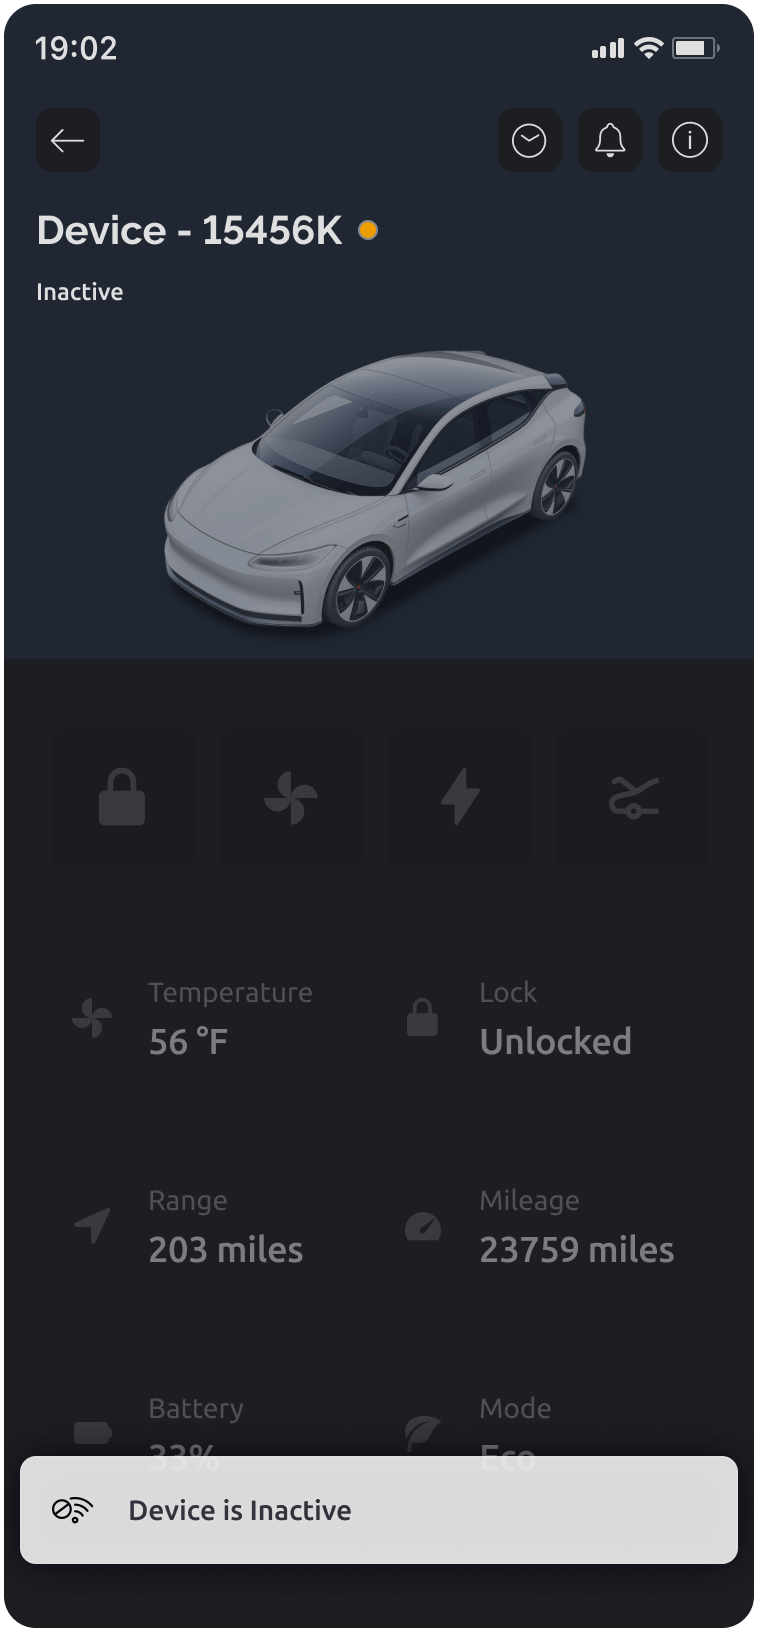 19:02
Device - 15456K
Inactive
Temperature
56 °F
Lock
Unlocked
Range
203 miles
Mileage
23759 miles
Battery
33%
Mode
Eco
Device is Inactive